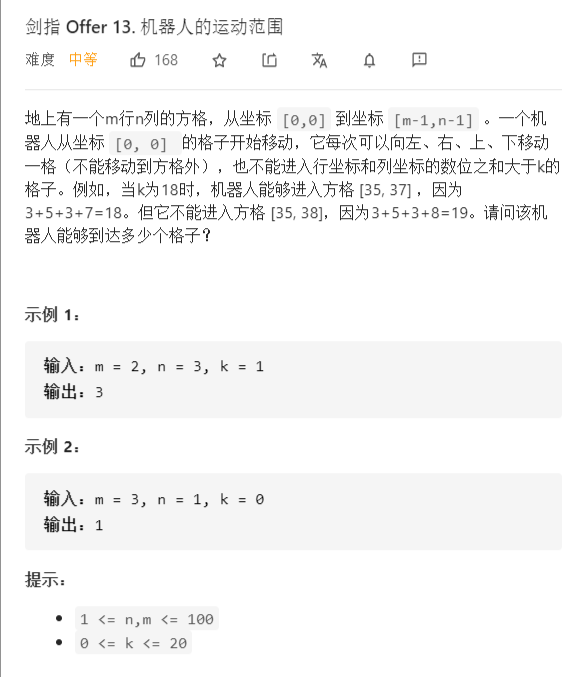 剑指 Offer 13. 机器人的运动范围
难度 中等 168
地上有一个m行n列的方格，从坐标 [0,0] 到坐标 [m-1,n-1] 。一个机
器人从坐标 [0, 0] 的格子开始移动，它每次可以向左、右、上、下移动
一格（不能移动到方格外），也不能进入行坐标和列坐标的数位之和大于k的
格子。例如，当k为18时，机器人能够进入方格 [35, 37] ，因为
3+5+3+7=18。但它不能进入方格 [35, 38]，因为3+5+3+8=19。请问该机
器人能够到达多少个格子？
示例 1：
输入：m = 2, n = 3, k = 1
输出：3
示例 2：
输入：m = 3, n = 1, k = 0
输出：1
提示：
1 <= n,m <= 100
0 <= k <= 20